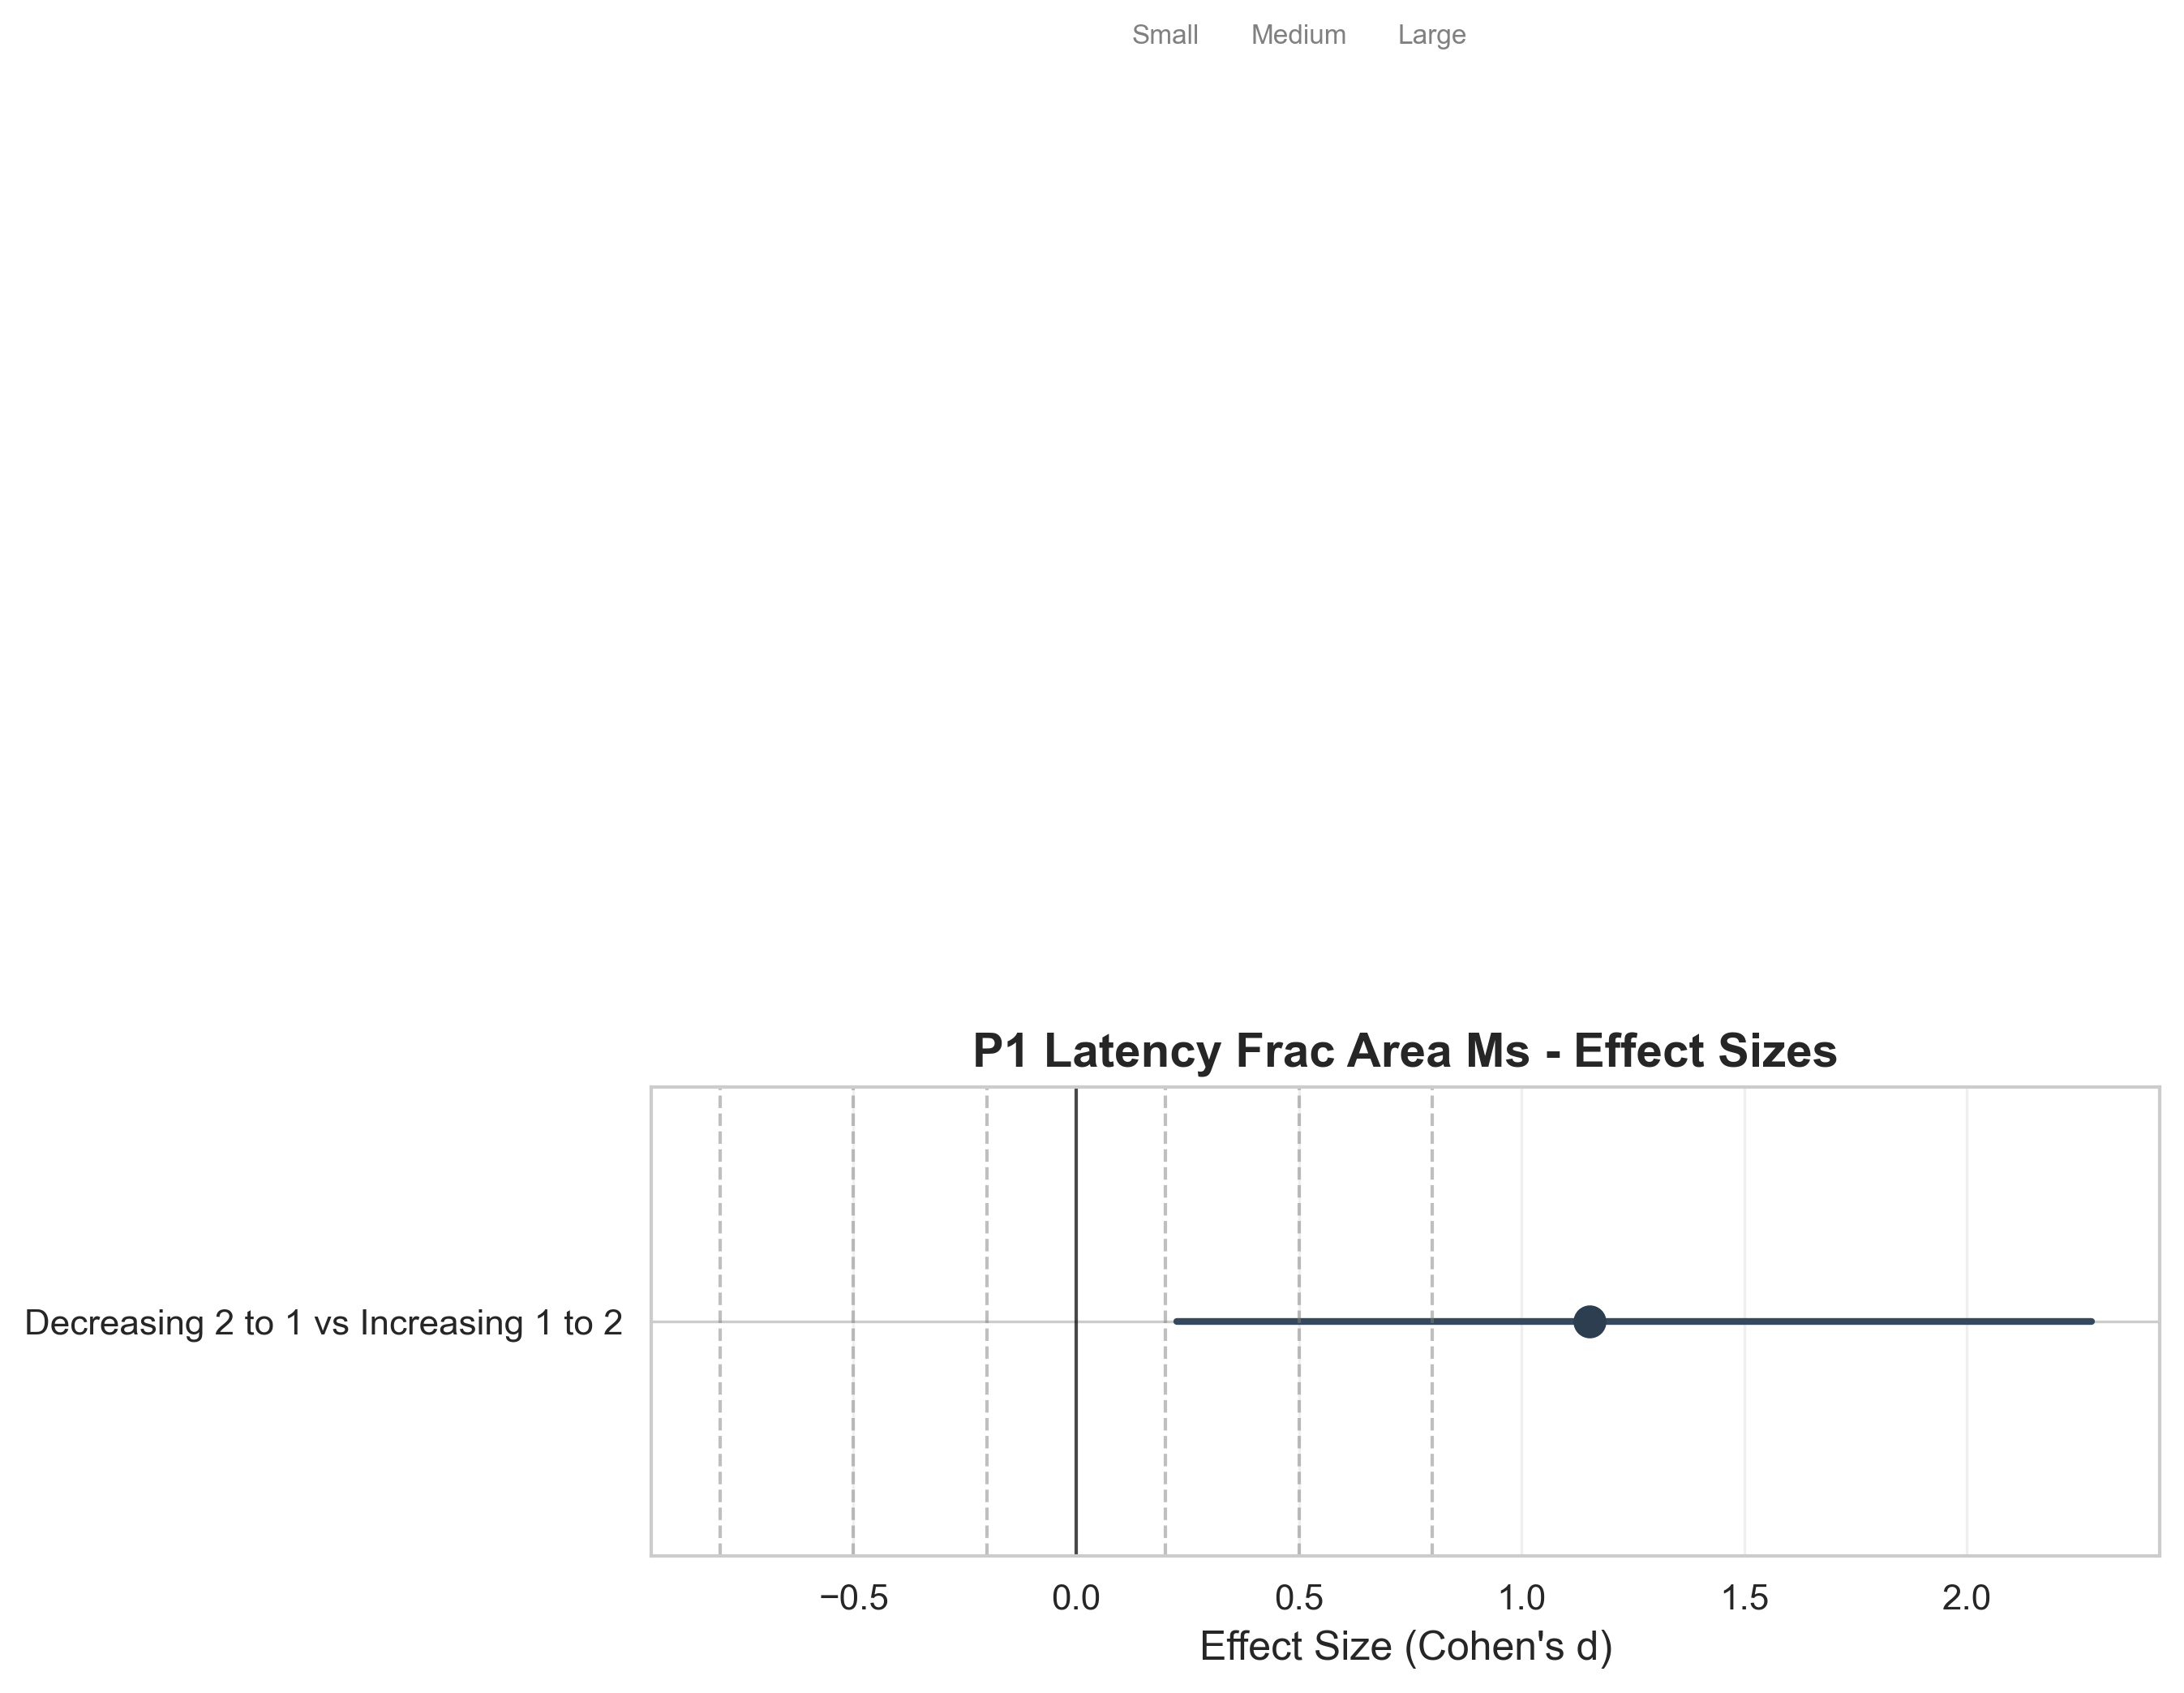 Small Medium Large
P1 Latency Frac Area Ms - Effect Sizes
Decreasing 2 to 1 vs Increasing 1 to 2
−0.5 0.0 0.5 1.0 1.5 2.0
Effect Size (Cohen's d)